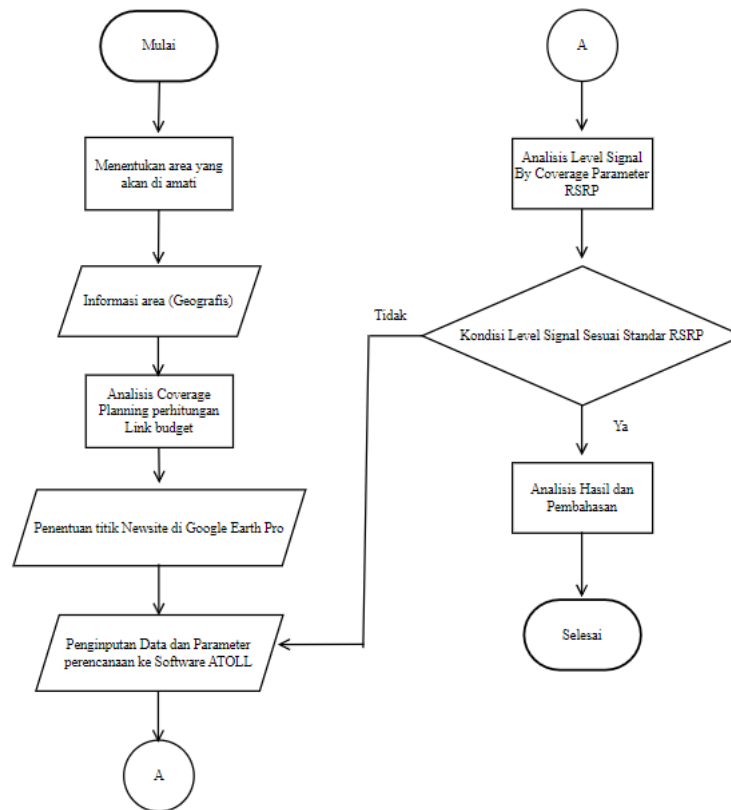 Mulai
Menentukan area yang
akan di amati
Informasi area (Geografis)
Analisis Coverage
Planning perhitungan
Link budget
Penentuan titik Newsite di Google Earth Pro
Penginputan Data dan Parameter
perencanaan ke Software ATOLL
A
A
Analisis Level Signal
By Coverage Parameter
RSRP
Kondisi Level Signal Sesuai Standar RSRP
Tidak
Ya
Analisis Hasil dan
Pembahasan
Selesai